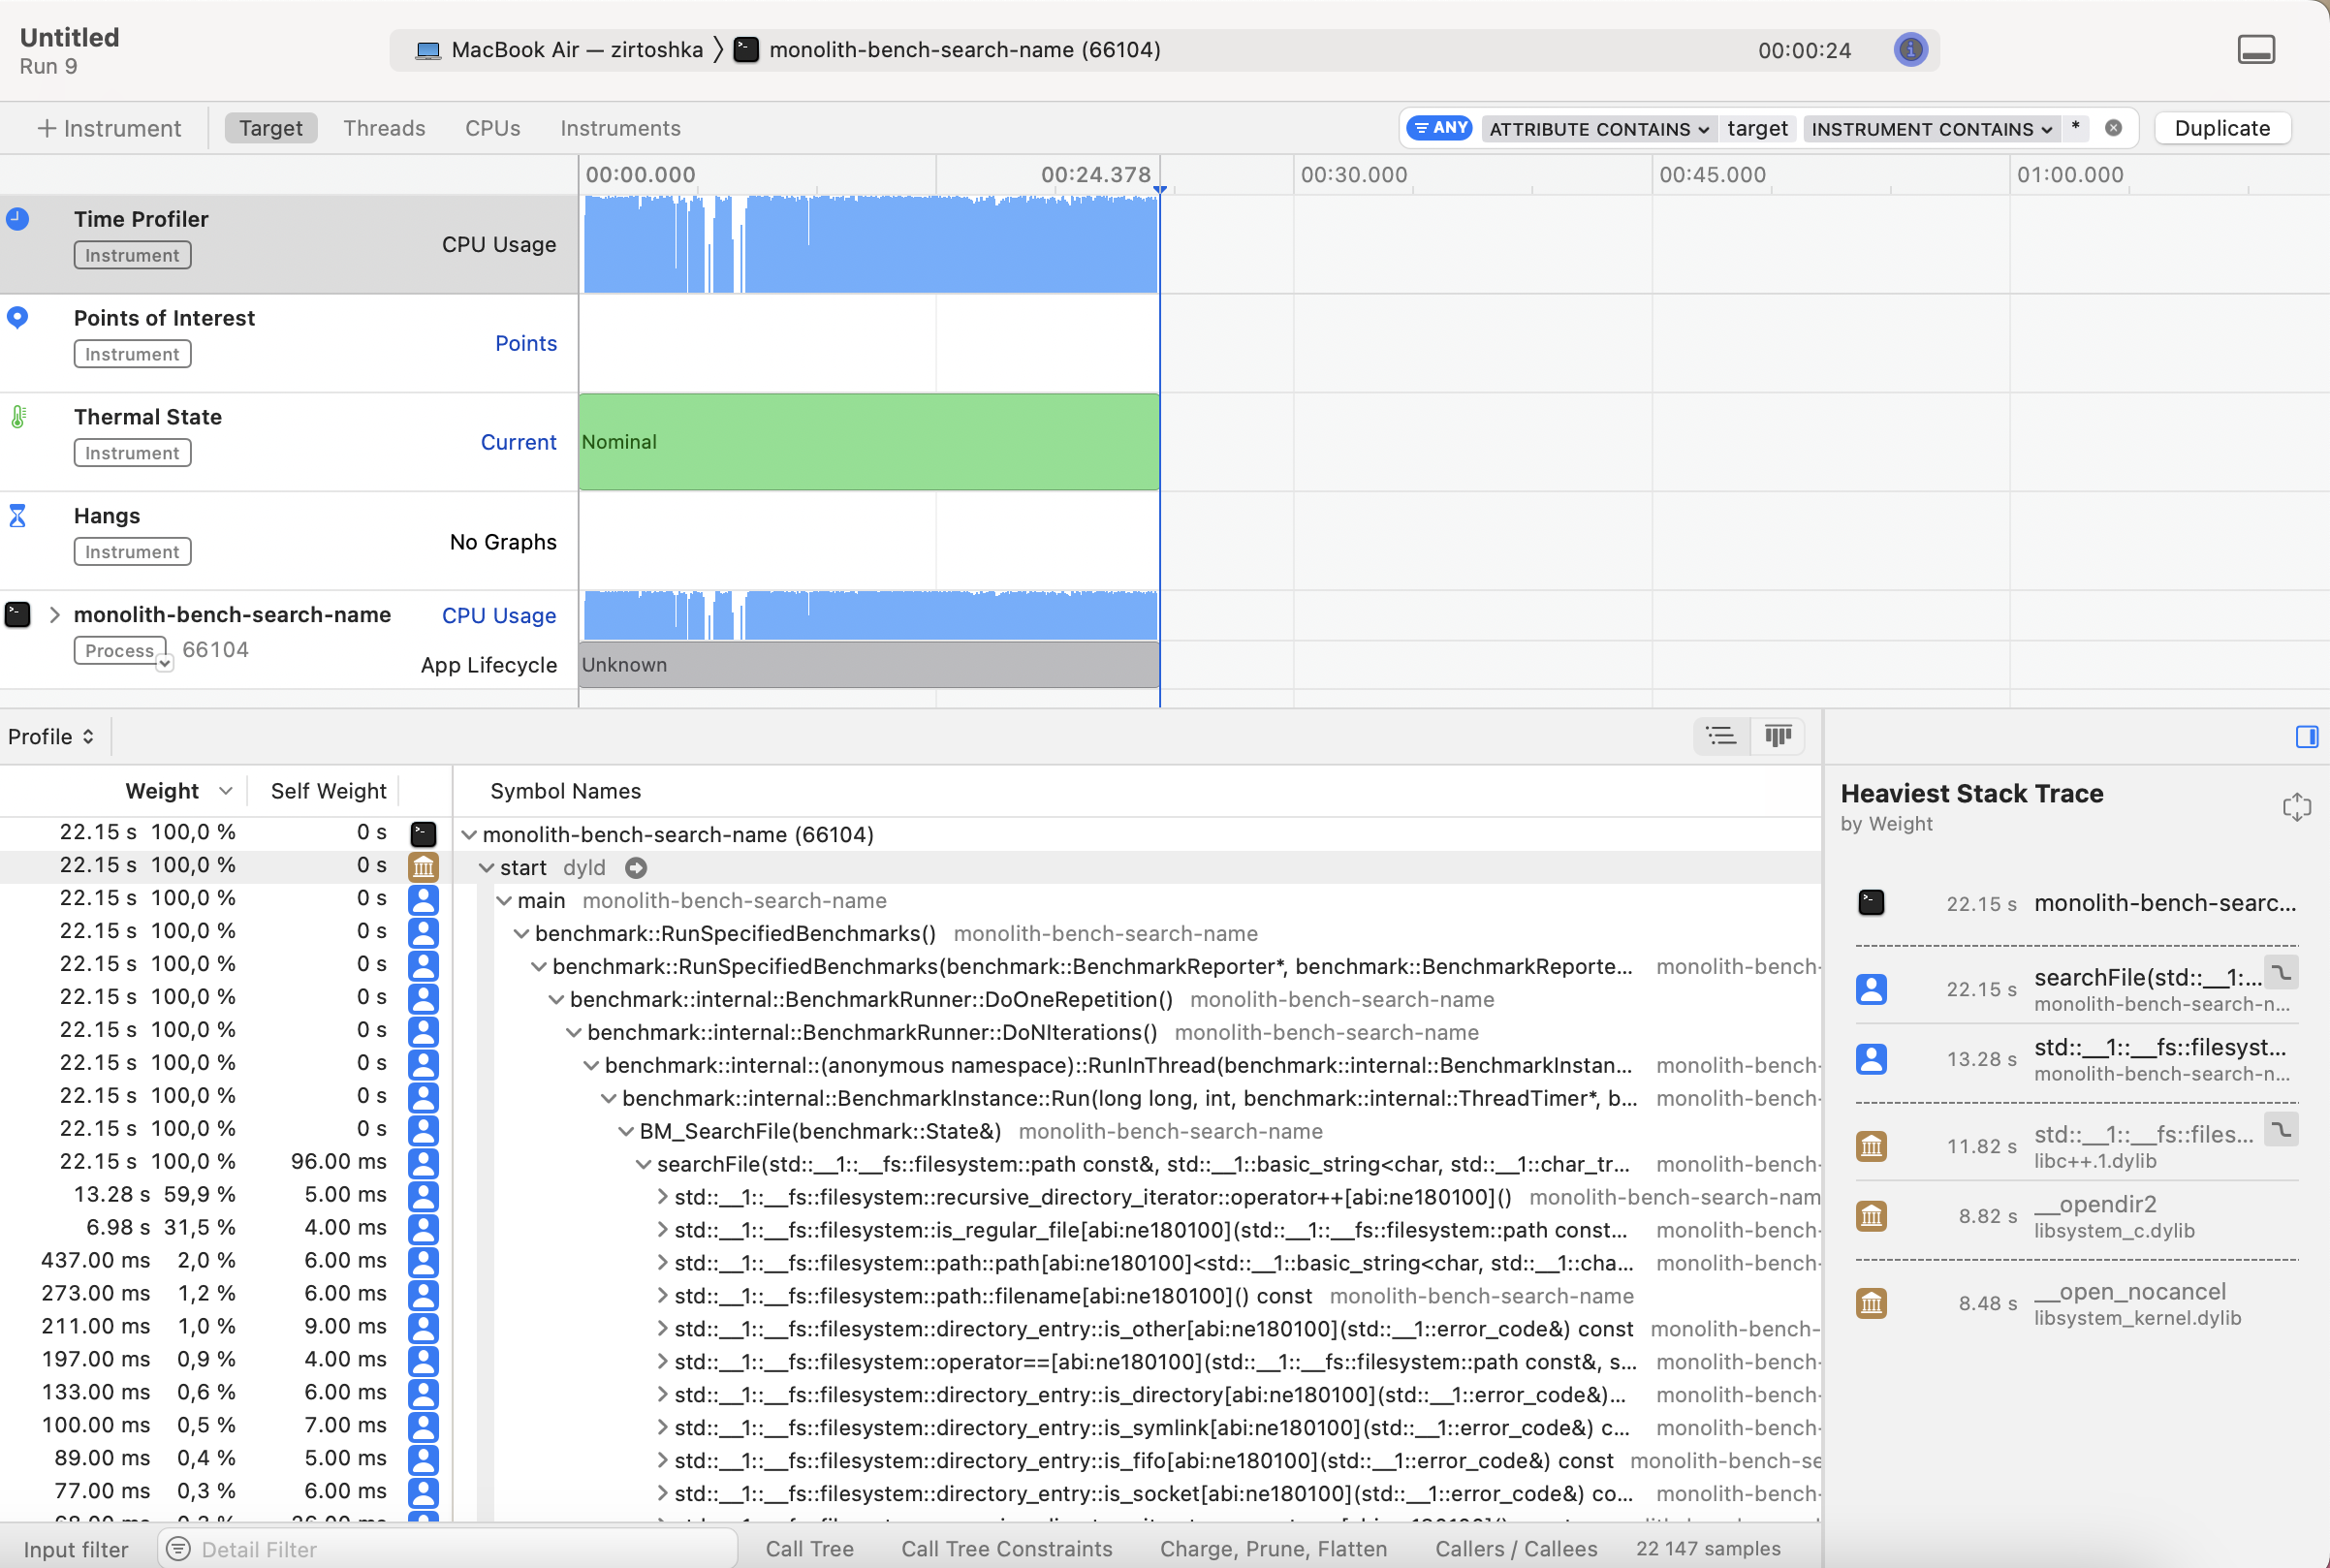 Untitled
Run 9
MacBook Air — zirtoshka 〉 monolith-bench-search-name (66104)
00:00:24
+ Instrument
Target
Threads
CPUs
Instruments
ANY
ATTRIBUTE CONTAINS
target
INSTRUMENT CONTAINS
*
Duplicate
00:00.000
00:24.378
00:30.000
00:45.000
01:00.000
Time Profiler
Instrument
CPU Usage
Points of Interest
Instrument
Points
Thermal State
Instrument
Current
Nominal
Hangs
Instrument
No Graphs
monolith-bench-search-name
CPU Usage
Process
66104
App Lifecycle
Unknown
Profile
Weight Self Weight Symbol Names
22.15 s 100,0 % 0 s monolith-bench-search-name (66104)
22.15 s 100,0 % 0 s start dyld
22.15 s 100,0 % 0 s main monolith-bench-search-name
22.15 s 100,0 % 0 s benchmark::RunSpecifiedBenchmarks() monolith-bench-search-name
22.15 s 100,0 % 0 s benchmark::RunSpecifiedBenchmarks(benchmark::BenchmarkReporter*, benchmark::BenchmarkReporte... monolith-bench-
22.15 s 100,0 % 0 s benchmark::internal::BenchmarkRunner::DoOneRepetition() monolith-bench-search-name
22.15 s 100,0 % 0 s benchmark::internal::BenchmarkRunner::DoNIterations() monolith-bench-search-name
22.15 s 100,0 % 0 s benchmark::internal::(anonymous namespace)::RunInThread(benchmark::internal::BenchmarkInstan... monolith-bench-
22.15 s 100,0 % 0 s benchmark::internal::BenchmarkInstance::Run(long long, int, benchmark::internal::ThreadTimer*, b... monolith-bench-
22.15 s 100,0 % 0 s BM_SearchFile(benchmark::State&) monolith-bench-search-name
22.15 s 100,0 % 96.00 ms searchFile(std::__1::__fs::filesystem::path const&, std::__1::basic_string<char, std::__1::char_tr... monolith-bench-
13.28 s 59,9 % 5.00 ms std::__1::__fs::filesystem::recursive_directory_iterator::operator++[abi:ne180100]() monolith-bench-search-nam
6.98 s 31,5 % 4.00 ms std::__1::__fs::filesystem::is_regular_file[abi:ne180100](std::__1::__fs::filesystem::path const... monolith-bench-
437.00 ms 2,0 % 6.00 ms std::__1::__fs::filesystem::path::path[abi:ne180100]<std::__1::basic_string<char, std::__1::cha... monolith-bench-
273.00 ms 1,2 % 6.00 ms std::__1::__fs::filesystem::path::filename[abi:ne180100]() const monolith-bench-search-name
211.00 ms 1,0 % 9.00 ms std::__1::__fs::filesystem::directory_entry::is_other[abi:ne180100](std::__1::error_code&) const monolith-bench-
197.00 ms 0,9 % 4.00 ms std::__1::__fs::filesystem::operator==[abi:ne180100](std::__1::__fs::filesystem::path const&, s... monolith-bench-
133.00 ms 0,6 % 6.00 ms std::__1::__fs::filesystem::directory_entry::is_directory[abi:ne180100](std::__1::error_code&)... monolith-bench-
100.00 ms 0,5 % 7.00 ms std::__1::__fs::filesystem::directory_entry::is_symlink[abi:ne180100](std::__1::error_code&) c... monolith-bench-
89.00 ms 0,4 % 5.00 ms std::__1::__fs::filesystem::directory_entry::is_fifo[abi:ne180100](std::__1::error_code&) const monolith-bench-se
77.00 ms 0,3 % 6.00 ms std::__1::__fs::filesystem::directory_entry::is_socket[abi:ne180100](std::__1::error_code&) co... monolith-bench-
Heaviest Stack Trace
by Weight
22.15 s monolith-bench-searc...
22.15 s searchFile(std::__1:...
monolith-bench-search-n...
13.28 s std::__1::__fs::filesyst...
monolith-bench-search-n...
11.82 s std::__1::__fs::files...
libc++.1.dylib
8.82 s __opendir2
libsystem_c.dylib
8.48 s __open_nocancel
libsystem_kernel.dylib
Input filter
Detail Filter
Call Tree
Call Tree Constraints
Charge, Prune, Flatten
Callers / Callees
22 147 samples